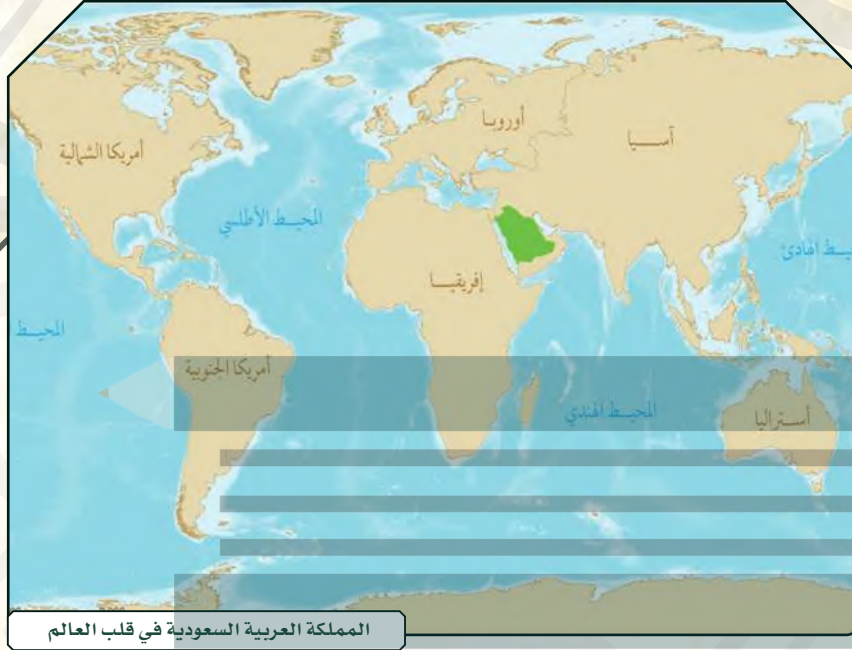 أوروبا
آسيا
أمريكا الشمالية
المحيط الأطلسي
يط الهادئ
إفريقيا
المحيط
أمريكا الجنوبية
المحيط الهندي
أستراليا
المملكة العربية السعودية في قلب العالم